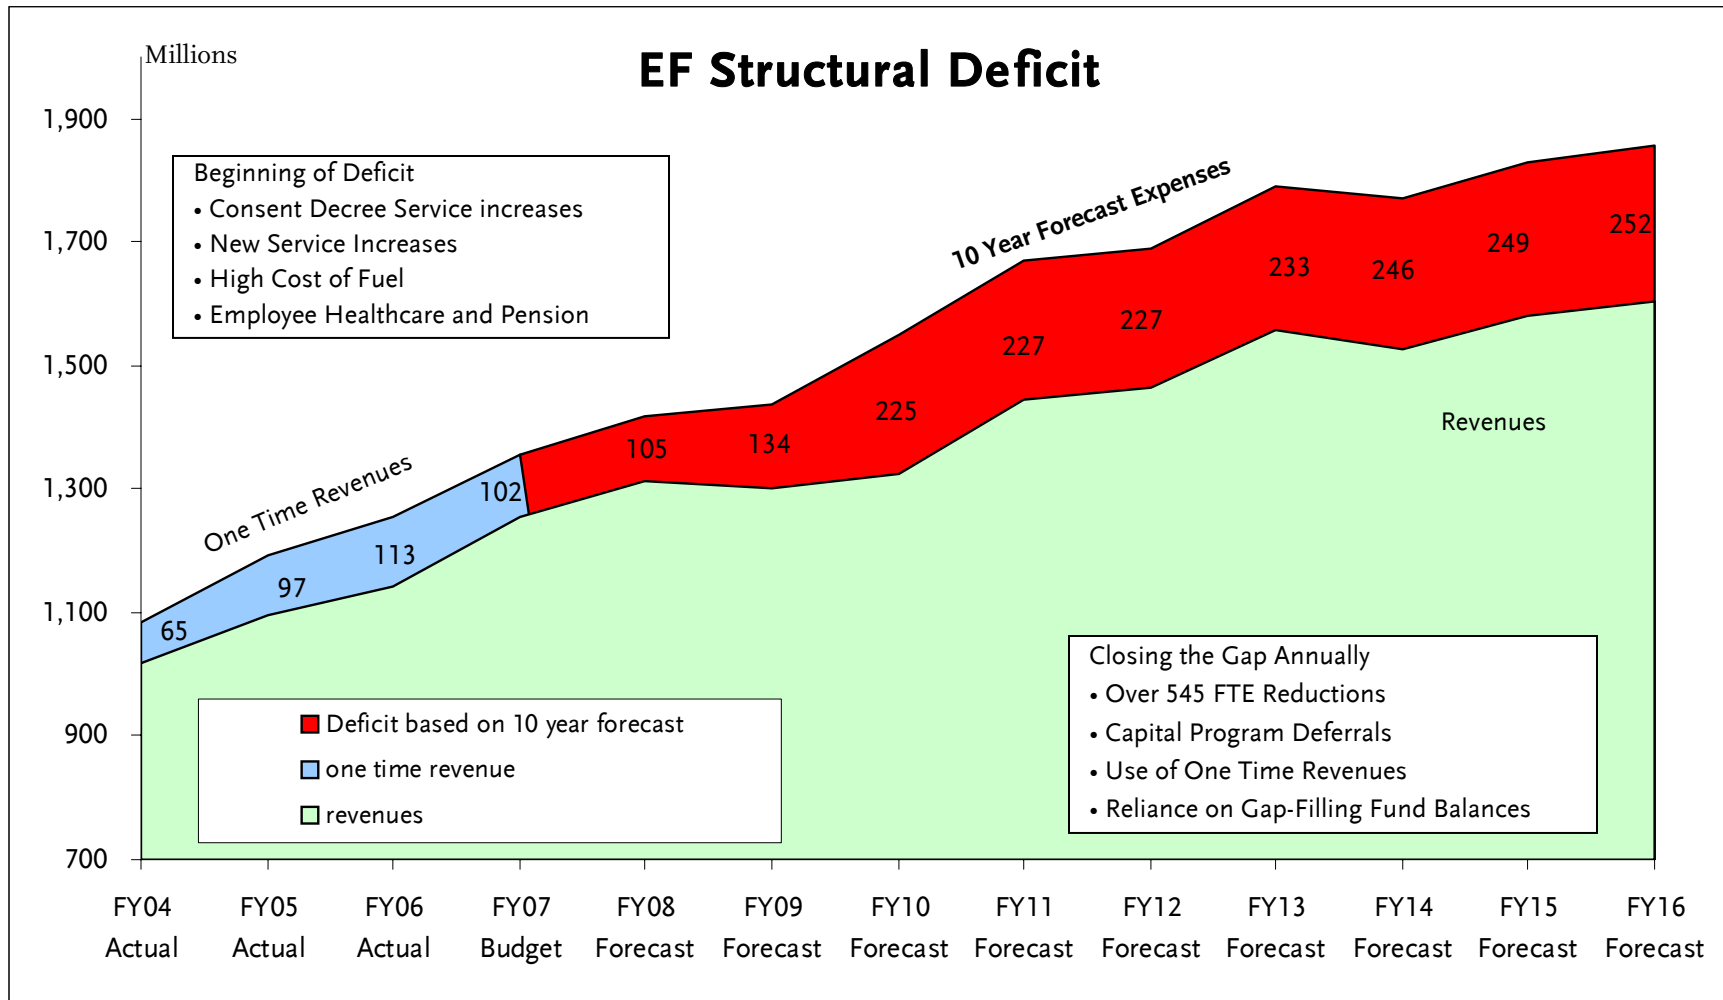 Millions
EF Structural Deficit
1,900
1,700
1,500
1,300
1,100
900
700
Beginning of Deficit
• Consent Decree Service increases
• New Service Increases
• High Cost of Fuel
• Employee Healthcare and Pension
One Time Revenues
10 Year Forecast Expenses
65
97
113
102
105
134
225
227
227
233
246
249
252
Revenues
Deficit based on 10 year forecast
one time revenue
revenues
Closing the Gap Annually
• Over 545 FTE Reductions
• Capital Program Deferrals
• Use of One Time Revenues
• Reliance on Gap-Filling Fund Balances
FY04 FY05 FY06 FY07 FY08 FY09 FY10 FY11 FY12 FY13 FY14 FY15 FY16
Actual Actual Actual Budget Forecast Forecast Forecast Forecast Forecast Forecast Forecast Forecast Forecast